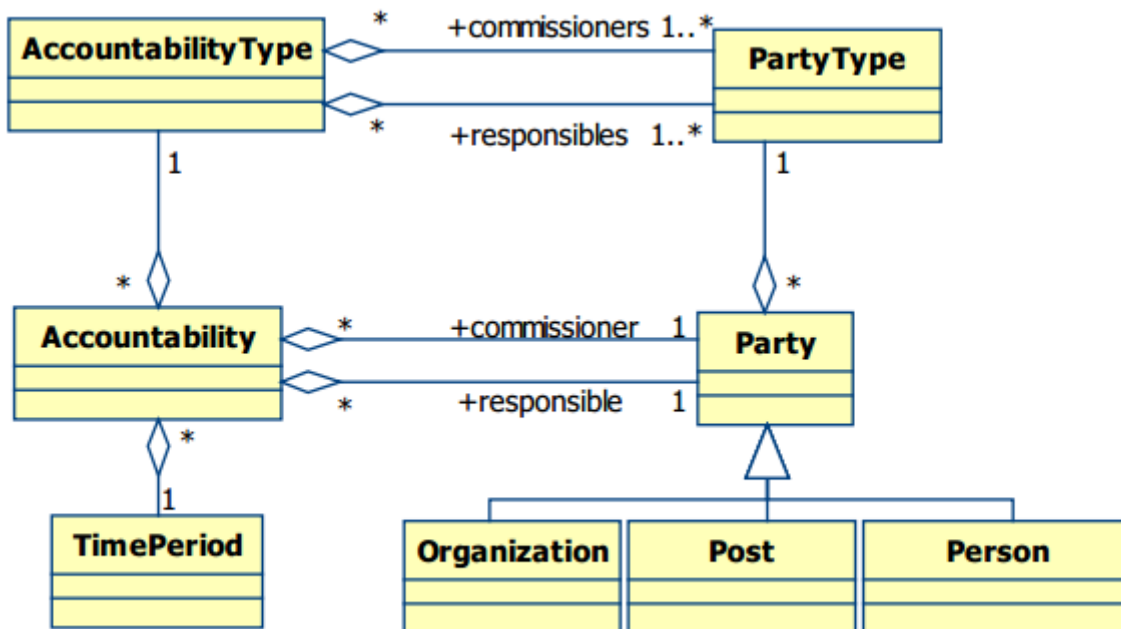 * +commissioners 1..*
AccountabilityType
PartyType
* +responsibles 1..*
1 1
* *
Accountability * +commissioner 1 Party
* +responsible 1
*
1
TimePeriod Organization Post Person